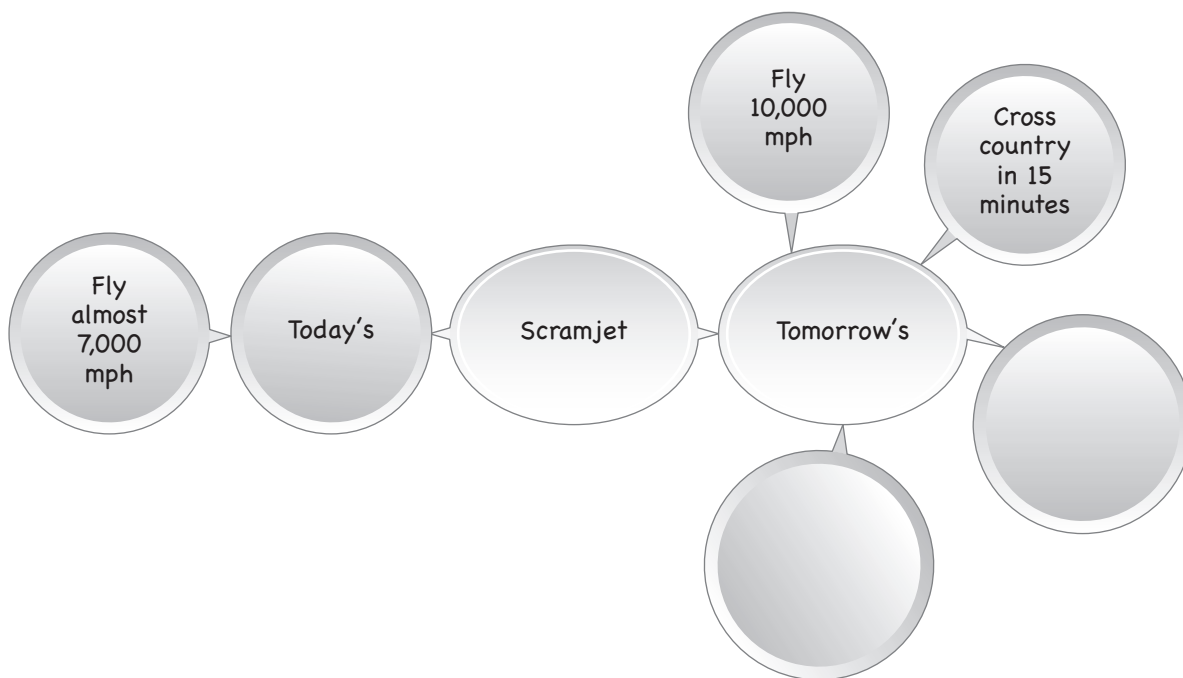 Fly
10,000
mph
Cross
country
in 15
minutes
Fly
almost
7,000
mph
Today's
Scramjet
Tomorrow's